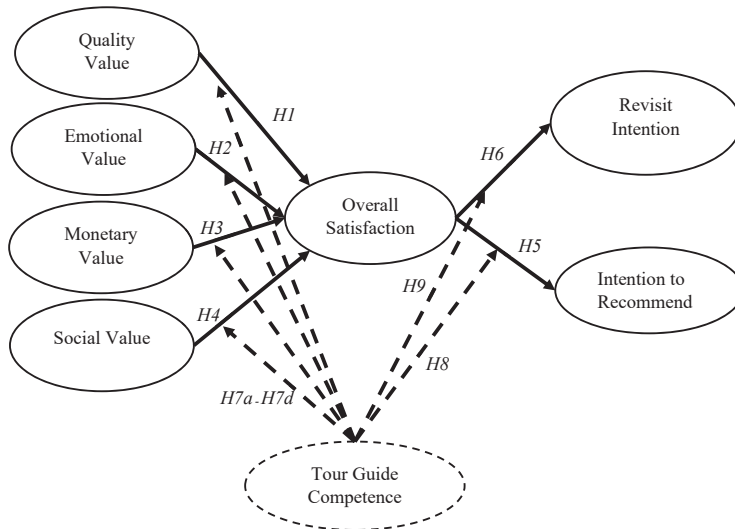 Quality
Value
H1
Emotional
Value
H2
Monetary
Value
H3
Social Value
H4
Overall
Satisfaction
H6
Revisit
Intention
H5
Intention to
Recommend
H9
H8
H7a-H7d
Tour Guide
Competence